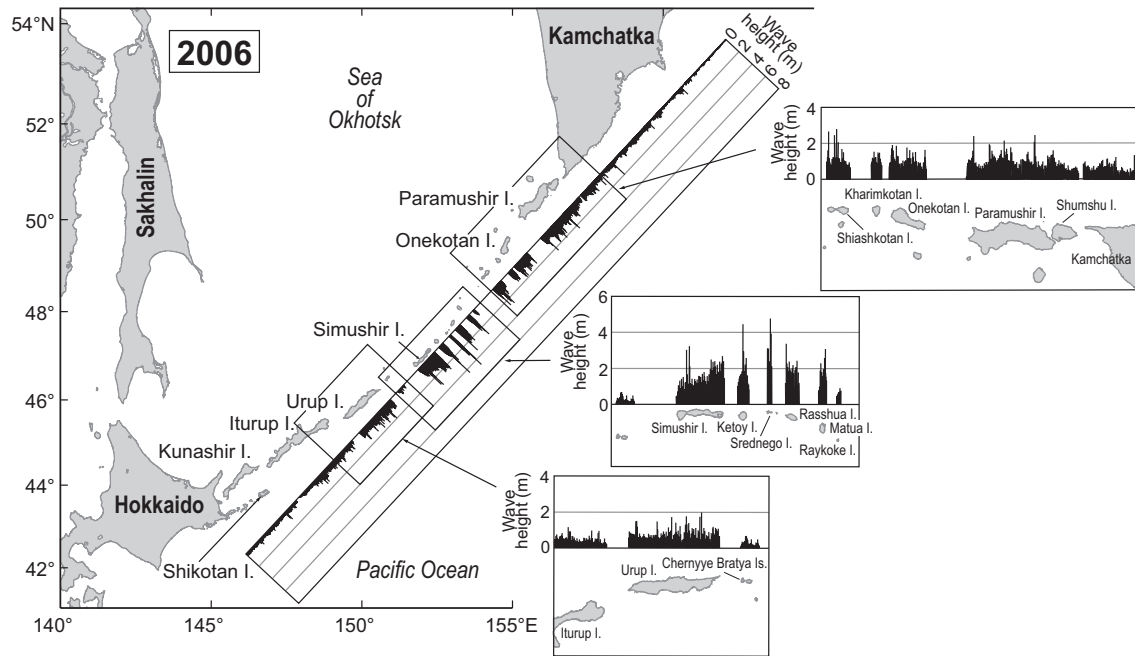 54°N
52°
50°
48°
46°
44°
42°
140°
145°
150°
155°E
2006
Sea
of
Okhotsk
Kamchatka
Sakhalin
Paramushir I.
Onekotan I.
Simushir I.
Urup I.
Iturup I.
Kunashir I.
Hokkaido
Shikotan I.
Pacific Ocean
Wave
height (m)
0
2
4
6
8
Wave
height (m)
4
2
0
Kharimkotan I.
Onekotan I.
Shiashkotan I.
Paramushir I.
Shumshu I.
Kamchatka
Wave
height (m)
6
4
2
0
Simushir I.
Ketoy I.
Srednego I.
Rasshua I.
Matua I.
Raykoke I.
Wave
height (m)
4
2
0
Urup I.
Chernyye Bratya Is.
Iturup I.